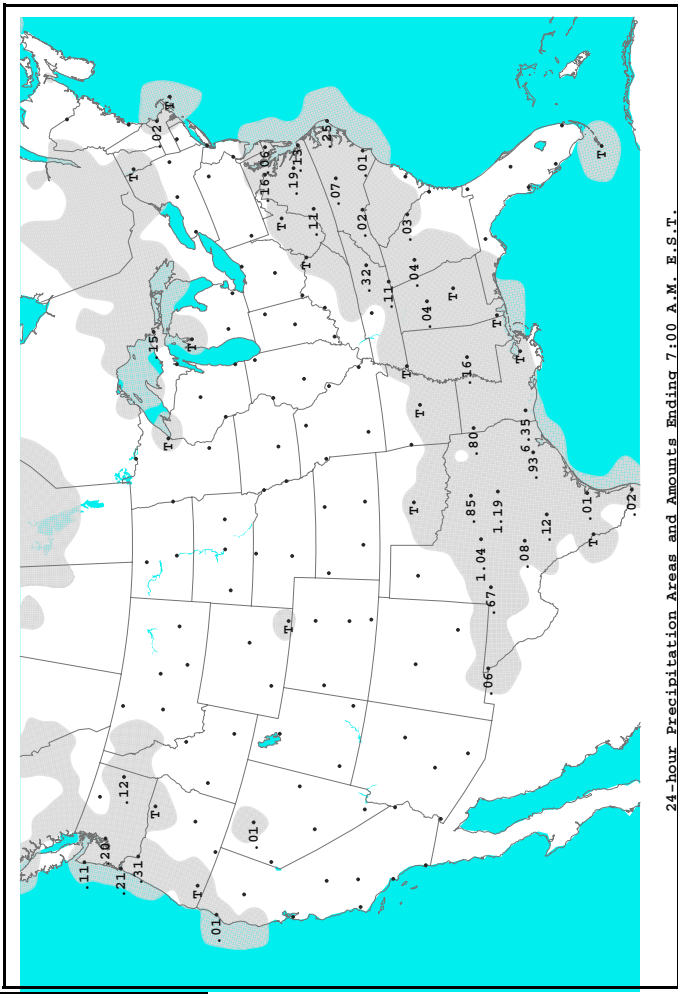 .11
.20
.21
.12
T
.31
T
.15
.02
T
T
T
T
.01
.01
.16
.06
T
T
.19
.13
T
.11
.25
.07
.02
.01
.32
.11
T
.03
T
.04
T
.04
T
.16
.85
.80
1.04
.06
.67
1.19
T
T
.08
6.35
.93
.12
.01
T
T
.02
24-hour Precipitation Areas and Amounts Ending 7:00 A.M. E.S.T.